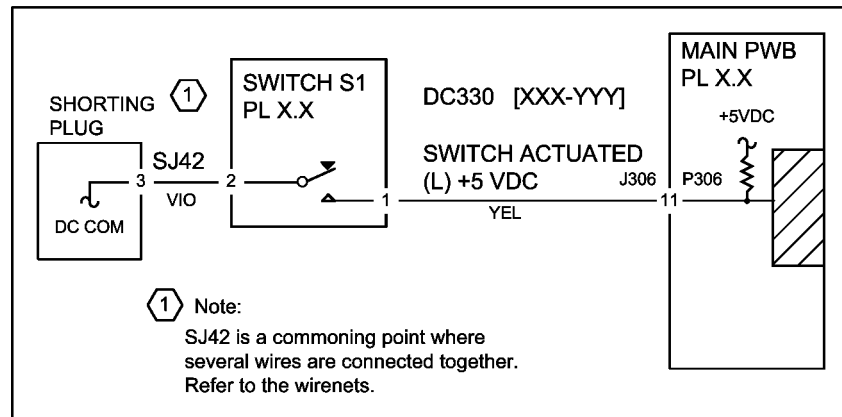 SHORTING
PLUG
1
SWITCH S1
PL X.X
DC330 [XXX-YYY]
MAIN PWB
PL X.X
+5VDC
SJ42
3
2
VIO
DC COM
SWITCH ACTUATED
(L) +5 VDC
J306
P306
1
YEL
11
1 Note:
SJ42 is a commoning point where
several wires are connected together.
Refer to the wirenets.